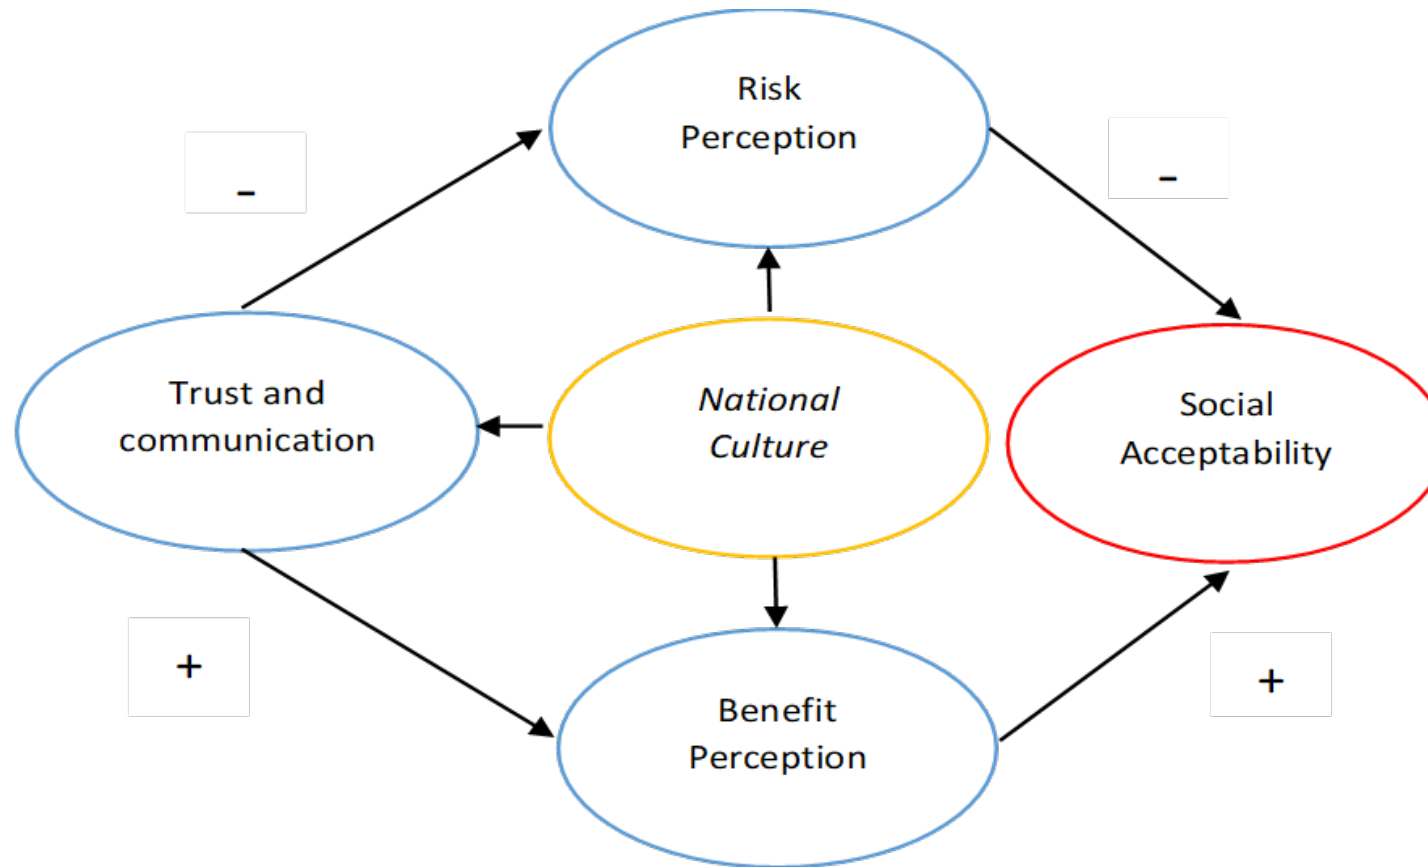 Risk
Perception
-
-
Trust and
communication
National
Culture
Social
Acceptability
+
+
Benefit
Perception